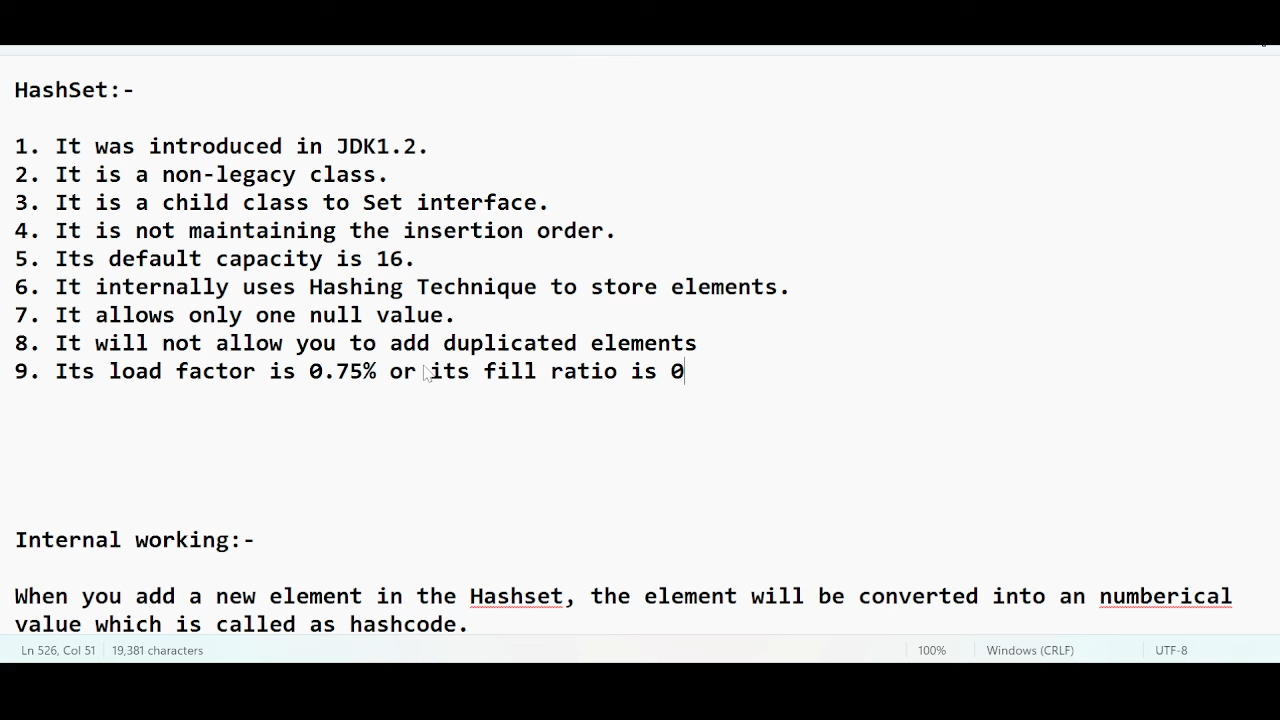 HashSet:-
1. It was introduced in JDK1.2.
2. It is a non-legacy class.
3. It is a child class to Set interface.
4. It is not maintaining the insertion order.
5. Its default capacity is 16.
6. It internally uses Hashing Technique to store elements.
7. It allows only one null value.
8. It will not allow you to add duplicated elements
9. Its load factor is 0.75% or its fill ratio is 0
Internal working:-
When you add a new element in the Hashset, the element will be converted into an numberical
value which is called as hashcode.
Ln 526, Col 51 19,381 characters 100% Windows (CRLF) UTF-8